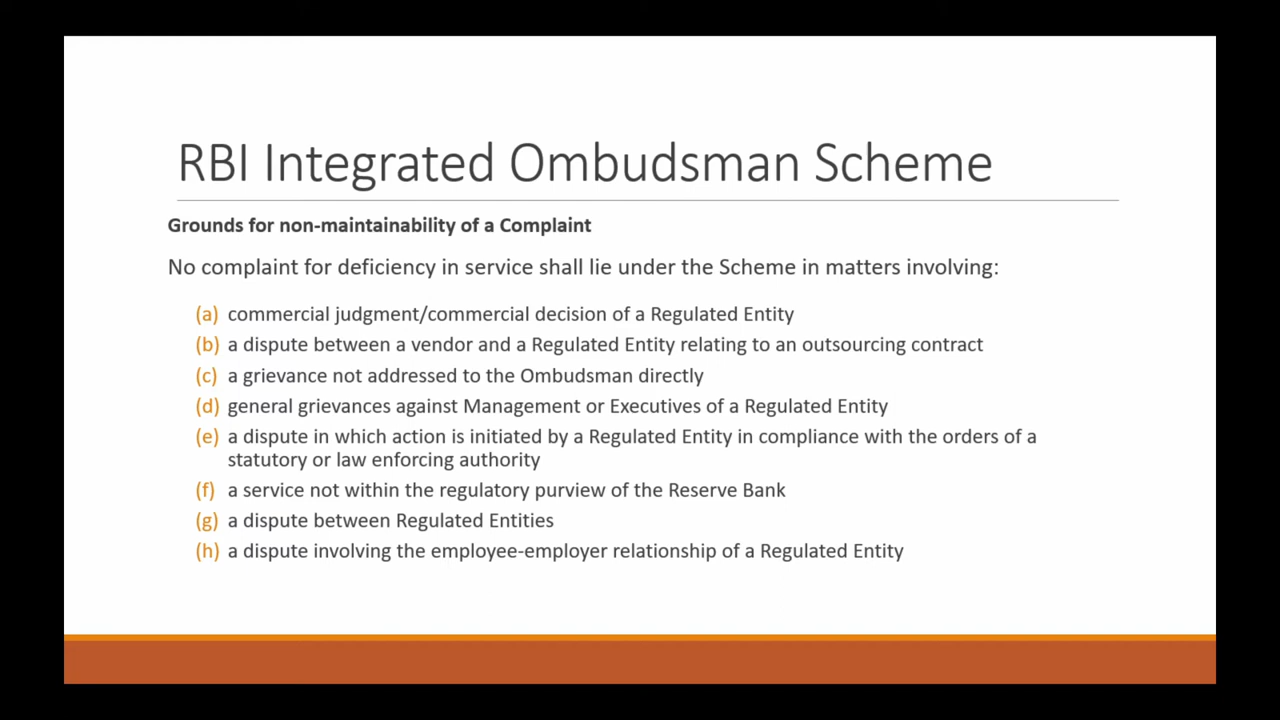 RBI Integrated Ombudsman Scheme
Grounds for non-maintainability of a Complaint
No complaint for deficiency in service shall lie under the Scheme in matters involving:
(a) commercial judgment/commercial decision of a Regulated Entity
(b) a dispute between a vendor and a Regulated Entity relating to an outsourcing contract
(c) a grievance not addressed to the Ombudsman directly
(d) general grievances against Management or Executives of a Regulated Entity
(e) a dispute in which action is initiated by a Regulated Entity in compliance with the orders of a
statutory or law enforcing authority
(f) a service not within the regulatory purview of the Reserve Bank
(g) a dispute between Regulated Entities
(h) a dispute involving the employee-employer relationship of a Regulated Entity